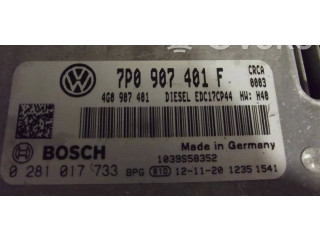 7P0 907 401 F CRCA
0003
4G0 907 401 DIESEL EDC17CP44 HW: H40
Made in Germany
BOSCH 1039S58352
0 281 017 733 BPG 12-11-20 1235 1541